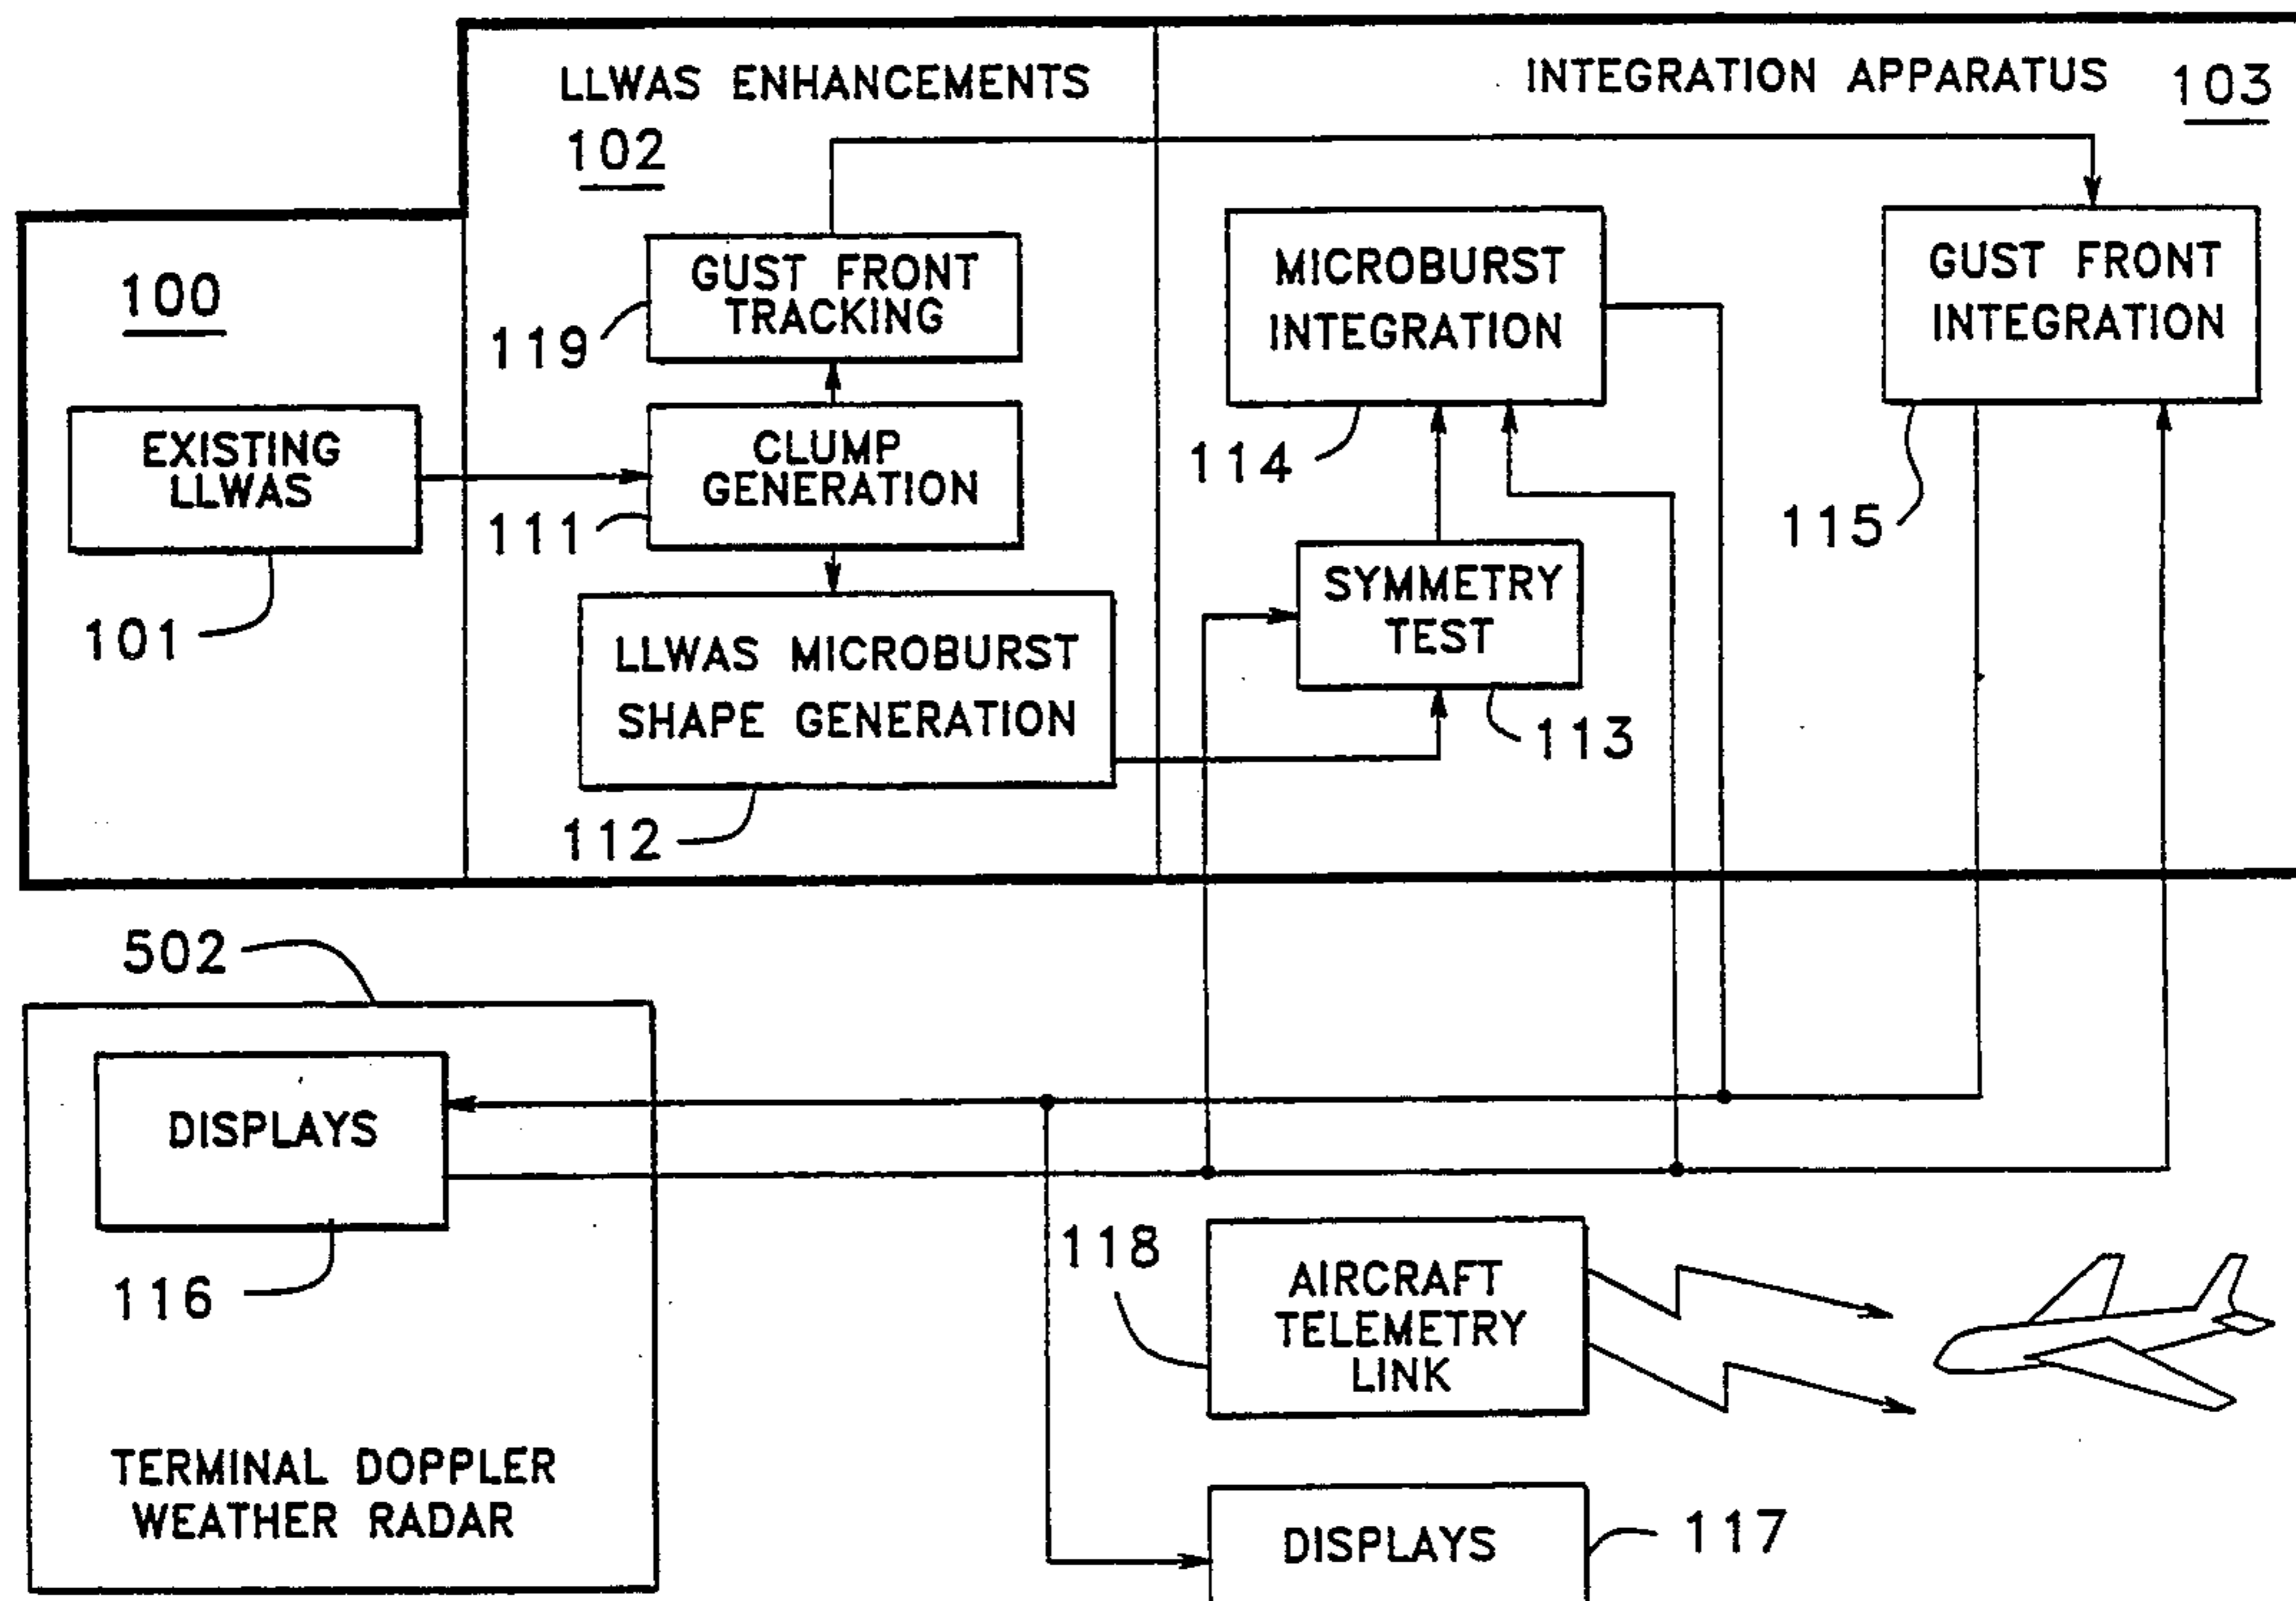 LLWAS ENHANCEMENTS
102
INTEGRATION APPARATUS
103
100
EXISTING
LLWAS
101
GUST FRONT
TRACKING
119
CLUMP
GENERATION
111
LLWAS MICROBURST
SHAPE GENERATION
112
MICROBURST
INTEGRATION
114
SYMMETRY
TEST
113
GUST FRONT
INTEGRATION
115
502
DISPLAYS
116
TERMINAL DOPPLER
WEATHER RADAR
118
AIRCRAFT
TELEMETRY
LINK
DISPLAYS
117